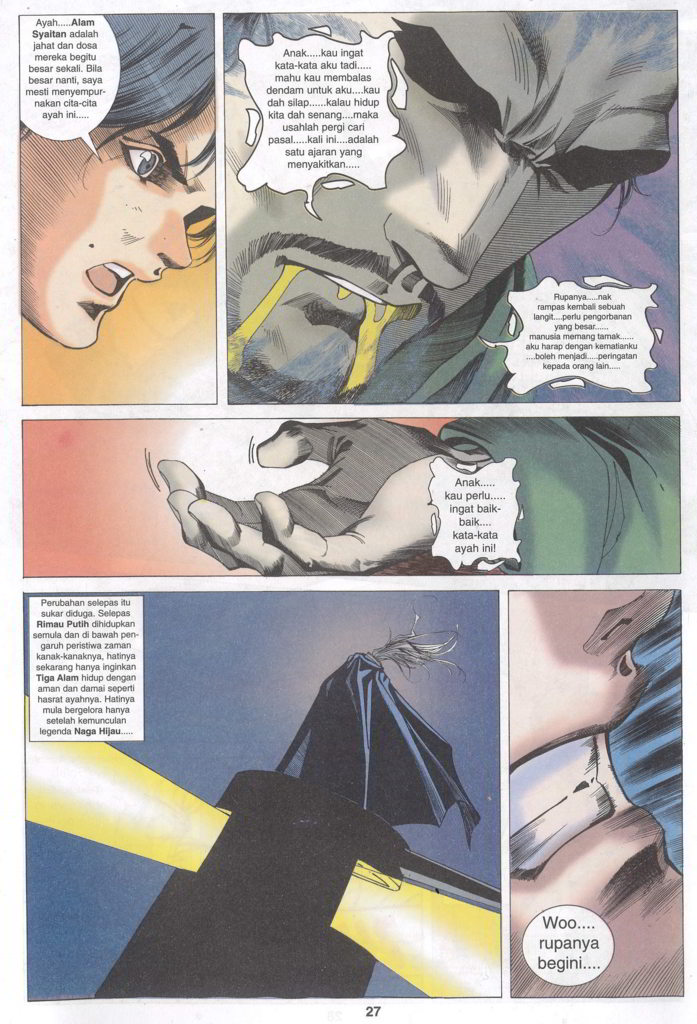 Ayah.....Alam
Syaitan adalah
jahat dan dosa
mereka begitu
besar sekali. Bila
besar nanti, saya
mesti menyempur-
nakan cita-cita
ayah ini.....
Anak.....kau ingat
kata-kata aku tadi.....
mahu kau membalas
dendam untuk aku....kau
dah silap......kalau hidup
kita dah senang....maka
usahlah pergi cari
pasal.....kali ini....adalah
satu ajaran yang
menyakitkan.....
Rupanya.....nak
rampas kembali sebuah
langit....perlu pengorbanan
yang besar......
manusia memang tamak......
aku harap dengan kematianku
....boleh menjadi.....peringatan
kepada orang lain.....
Anak.....
kau perlu.....
ingat baik-
baik....
kata-kata
ayah ini!
Perubahan selepas itu
sukar diduga. Selepas
Rimau Putih dihidupkan
semula dan di bawah pen-
garuh peristiwa zaman
kanak-kanaknya, hatinya
sekarang hanya inginkan
Tiga Alam hidup dengan
aman dan damai seperti
hasrat ayahnya. Hatinya
mula bergelora hanya
setelah kemunculan
legenda Naga Hijau.....
Woo....
rupanya
begini....
27